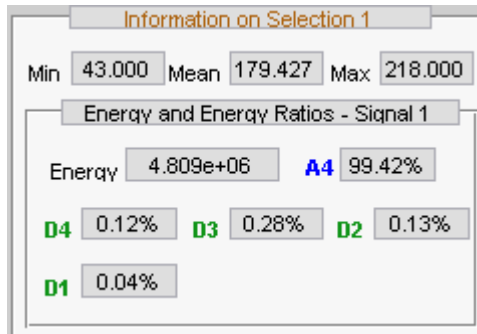 Information on Selection 1
Min 43.000 Mean 179.427 Max 218.000
Energy and Energy Ratios - Signal 1
Energy 4.809e+06 A4 99.42%
D4 0.12% D3 0.28% D2 0.13%
D1 0.04%